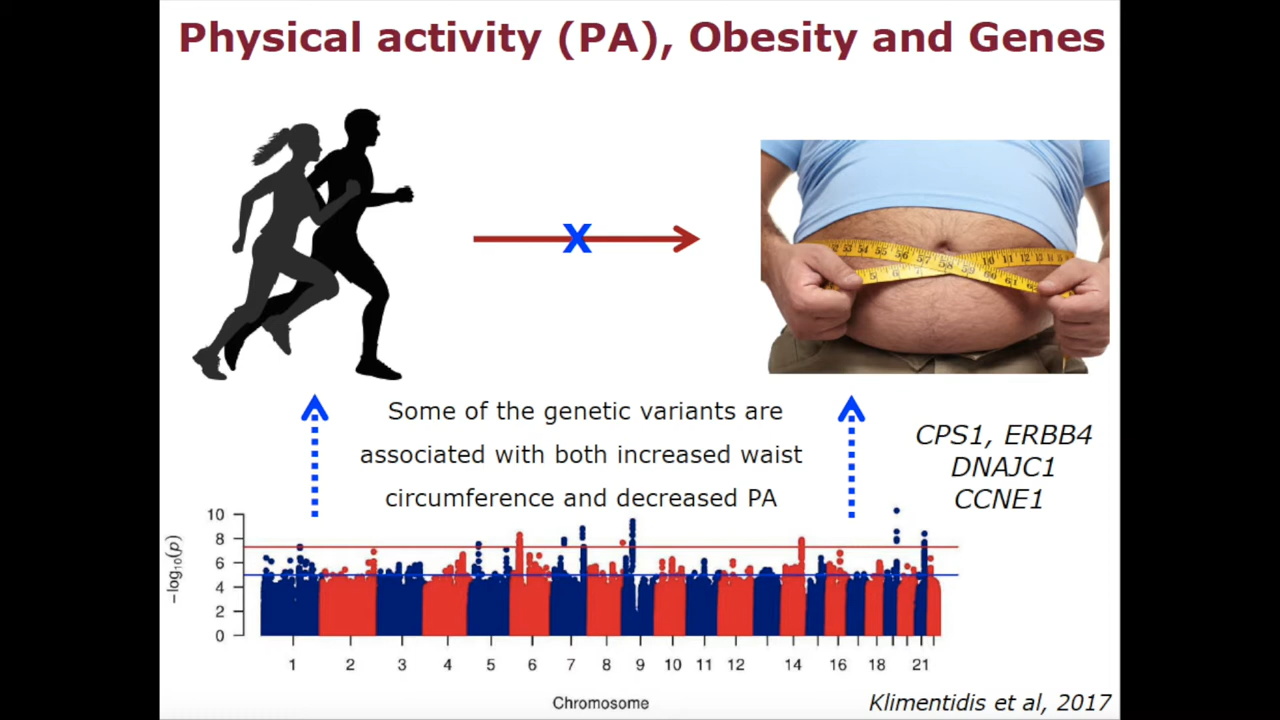 Physical activity (PA), Obesity and Genes
X
Some of the genetic variants are
associated with both increased waist
circumference and decreased PA
CPS1, ERBB4
DNAJC1
CCNE1
−log₁₀(p)
10
8
6
4
2
0
1 2 3 4 5 6 7 8 9 10 11 12 14 16 18 21
Chromosome
Klimentidis et al, 2017